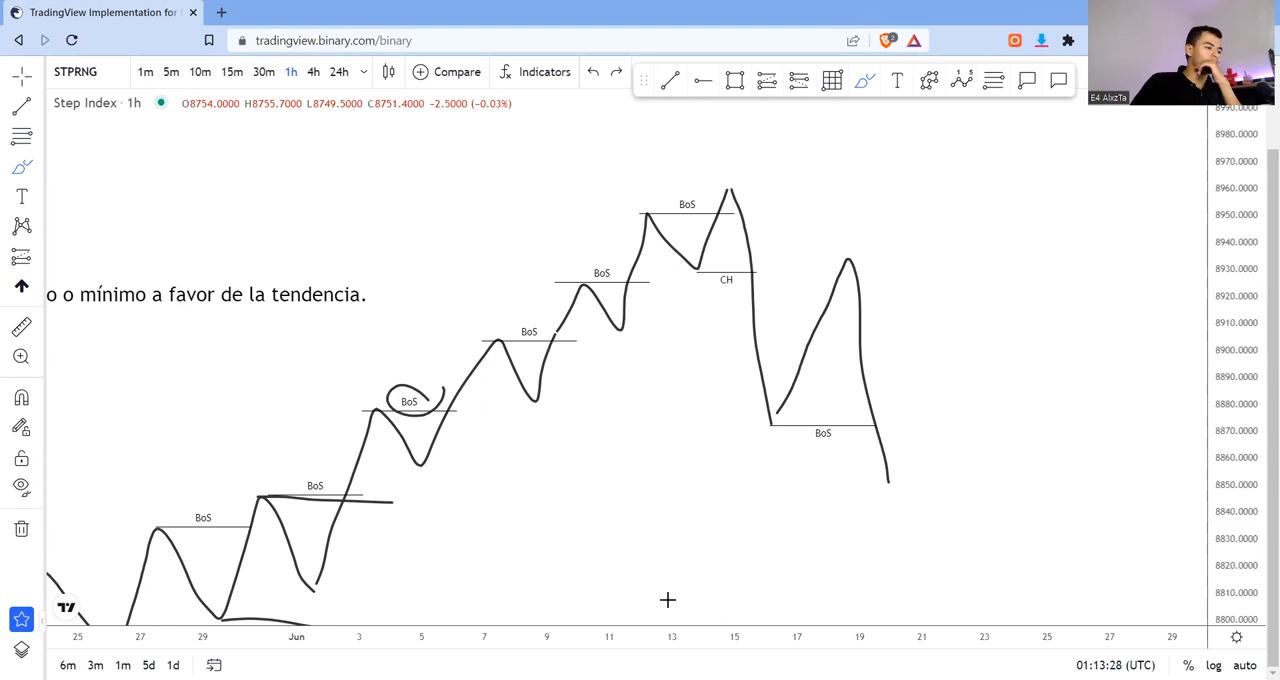 TradingView Implementation for
tradingview.binary.com/binary
2
E4 AlxzTa
STPRNG 1m 5m 10m 15m 30m 1h 4h 24h Compare Indicators
Step Index · 1h O8754.0000 H8755.7000 L8749.5000 C8751.4000 −2.5000 (−0.03%)
o o mínimo a favor de la tendencia.
BoS
CH
BoS
BoS
BoS
BoS
BoS
BoS
8990.0000
8980.0000
8970.0000
8960.0000
8950.0000
8940.0000
8930.0000
8920.0000
8910.0000
8900.0000
8890.0000
8880.0000
8870.0000
8860.0000
8850.0000
8840.0000
8830.0000
8820.0000
8810.0000
8800.0000
25 27 29 Jun 3 5 7 9 11 13 15 17 19 21 23 25 27 29
6m 3m 1m 5d 1d 01:13:28 (UTC) % log auto